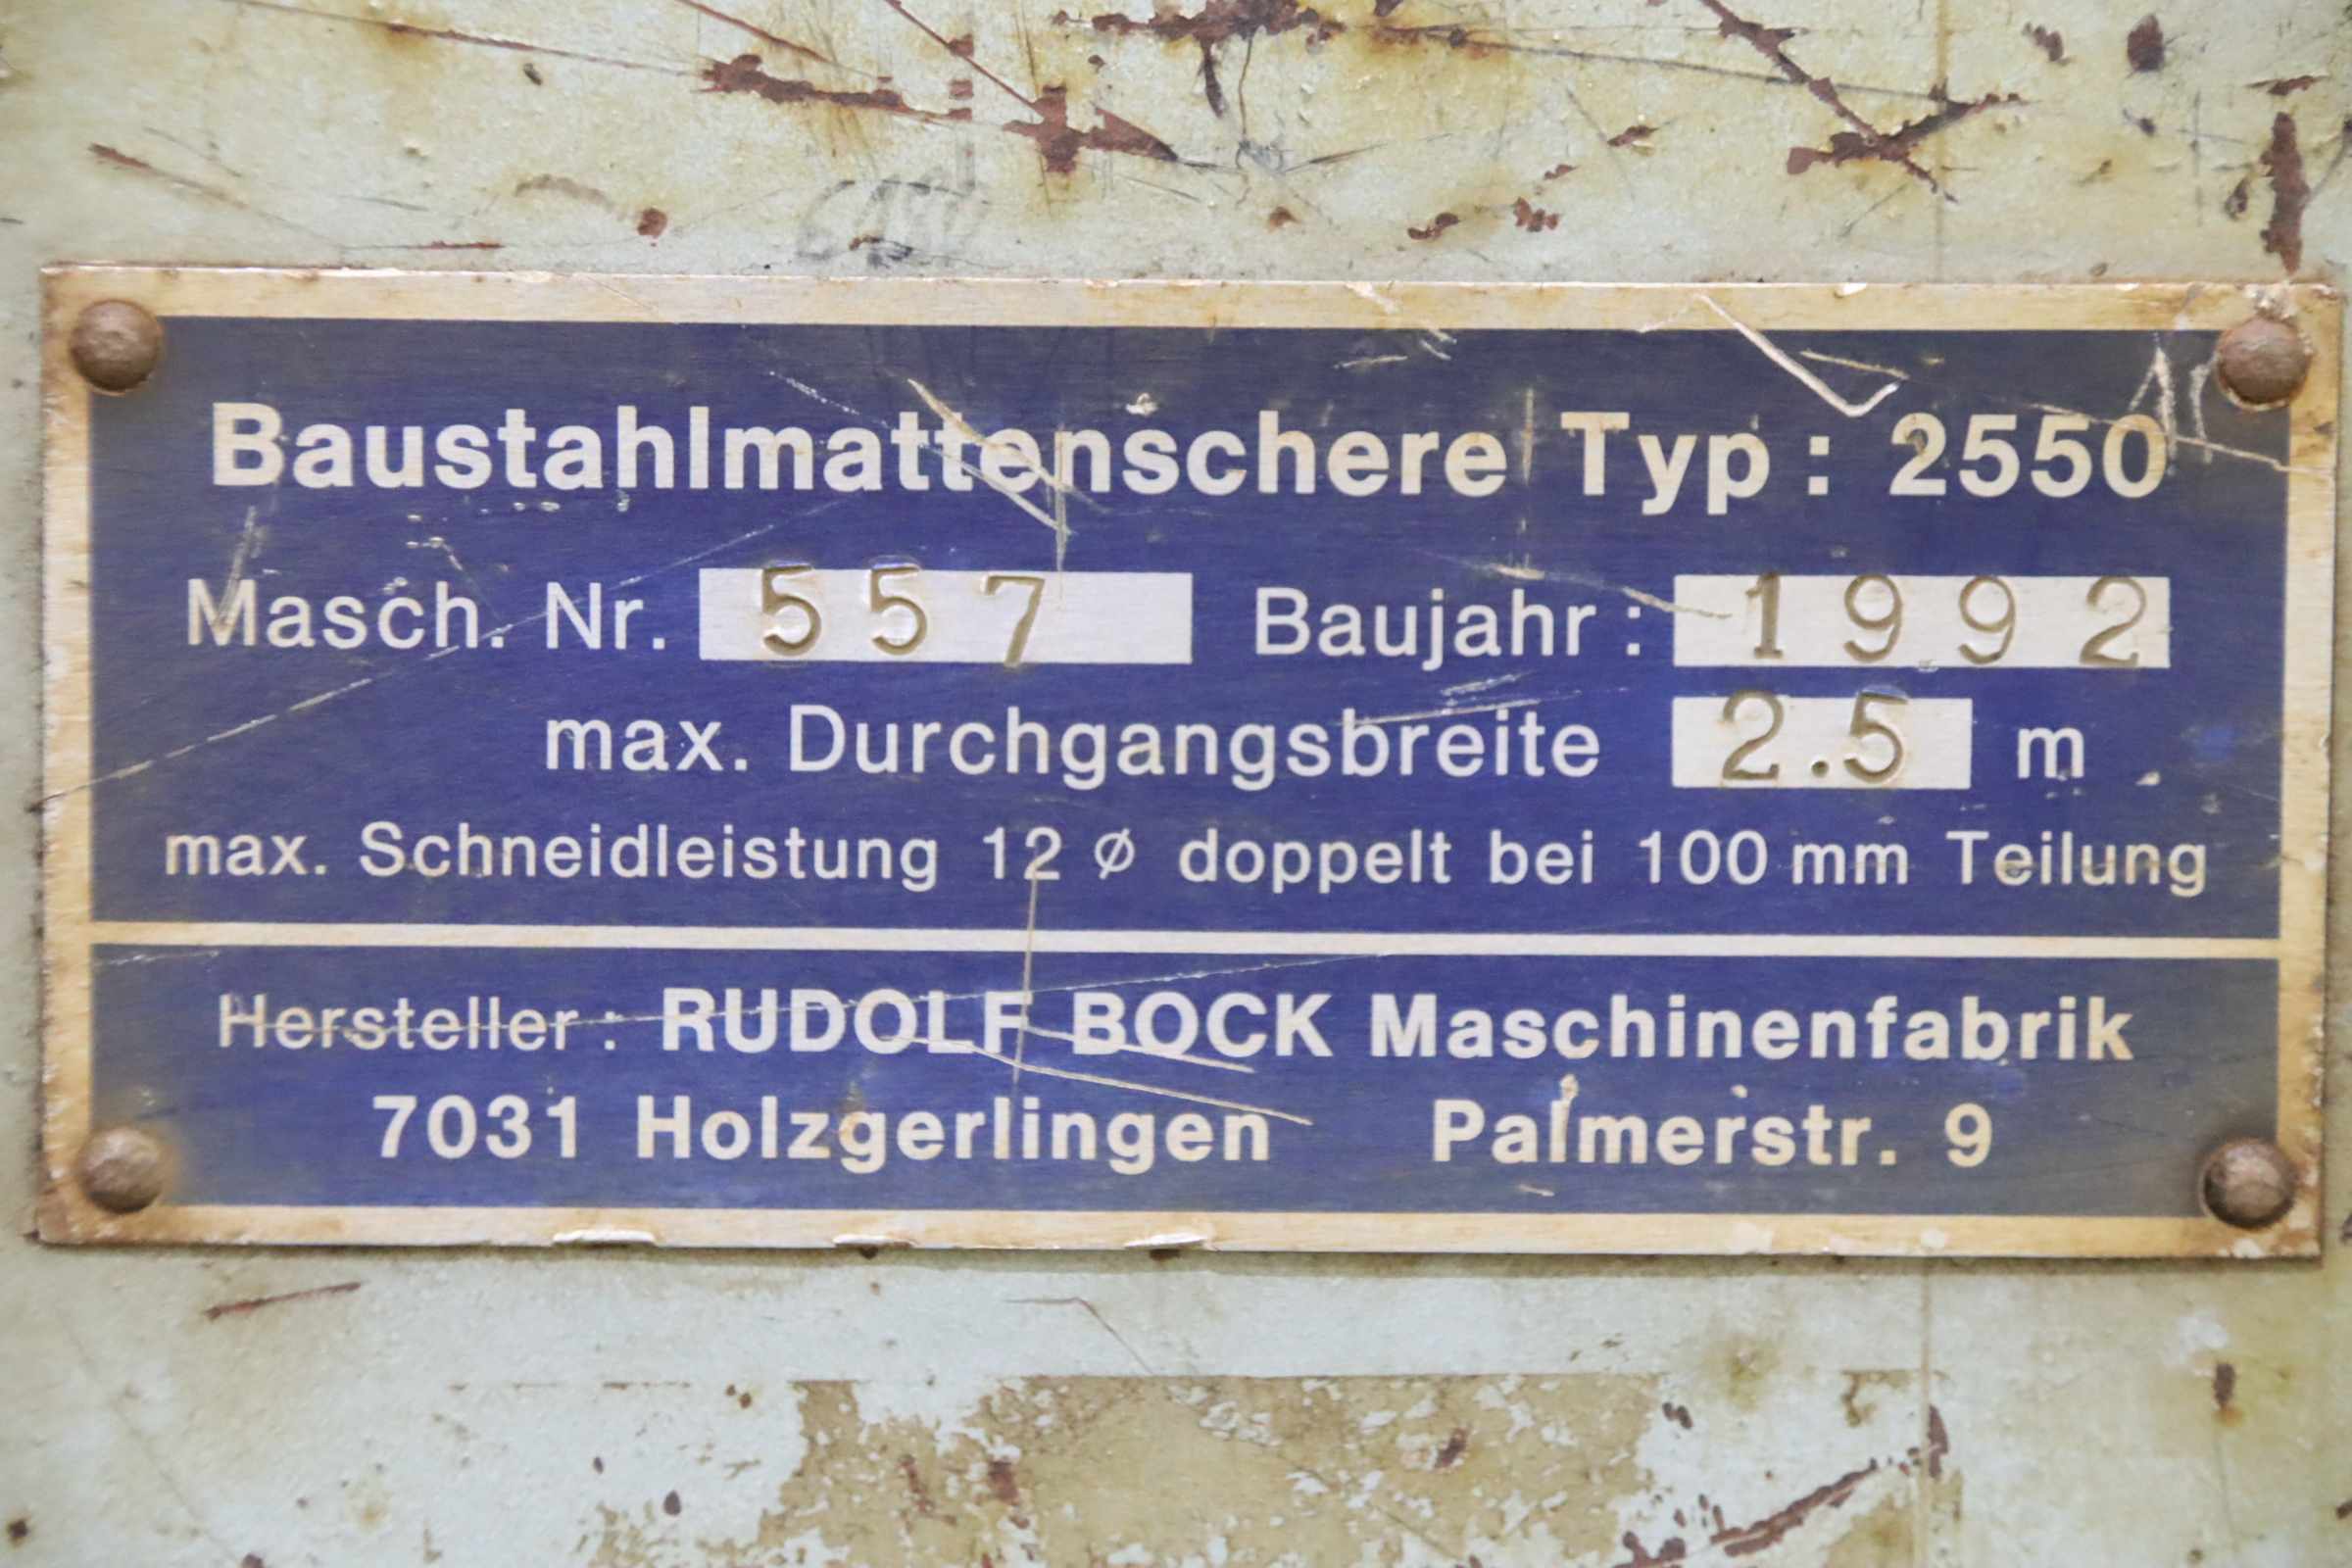 Baustahlmattenschere Typ: 2550
Masch. Nr. 557 Baujahr: 1992
max. Durchgangsbreite 2.5 m
max. Schneidleistung 12 ∅ doppelt bei 100 mm Teilung
Hersteller: RUDOLF BOCK Maschinenfabrik
7031 Holzgerlingen Palmerstr. 9